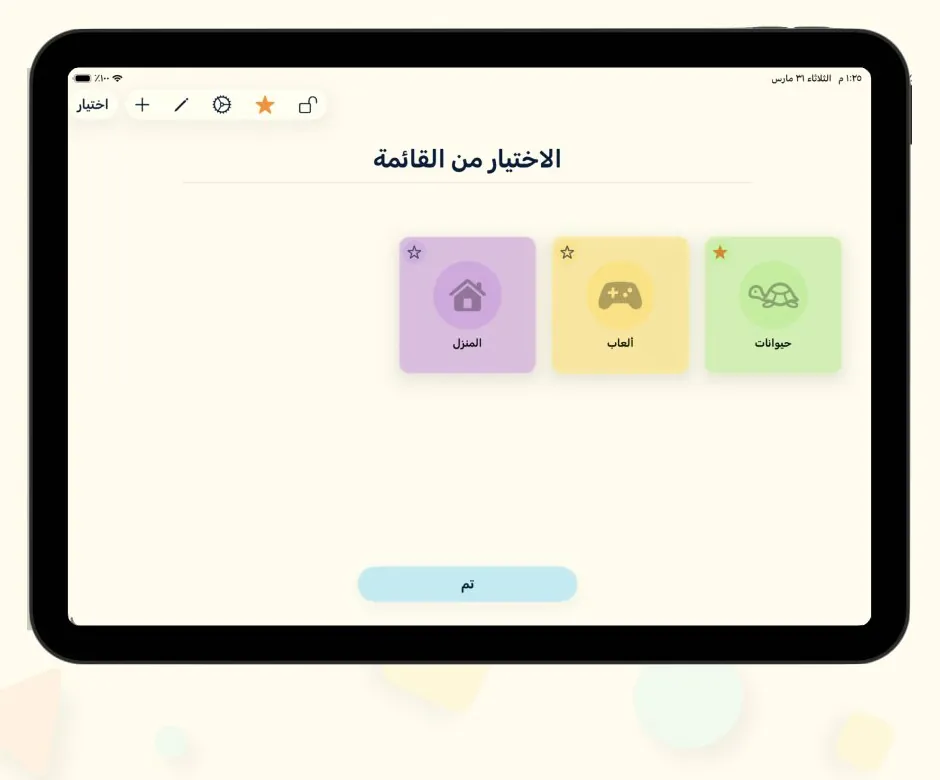 ١:٢٥ م الثلاثاء ٣١ مارس
٪١٠٠
اختيار
الاختيار من القائمة
حيوانات
ألعاب
المنزل
تم